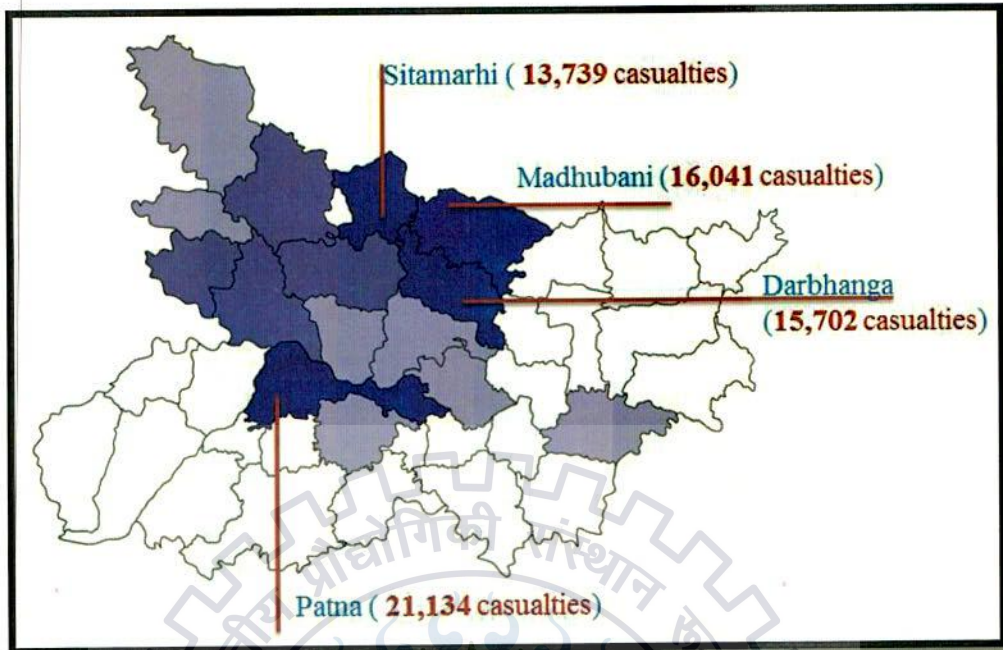 Sitamarhi ( 13,739 casualties)
Madhubani (16,041 casualties)
Darbhanga
(15,702 casualties)
Patna ( 21,134 casualties)
प्रौद्योगिकी संस्थान